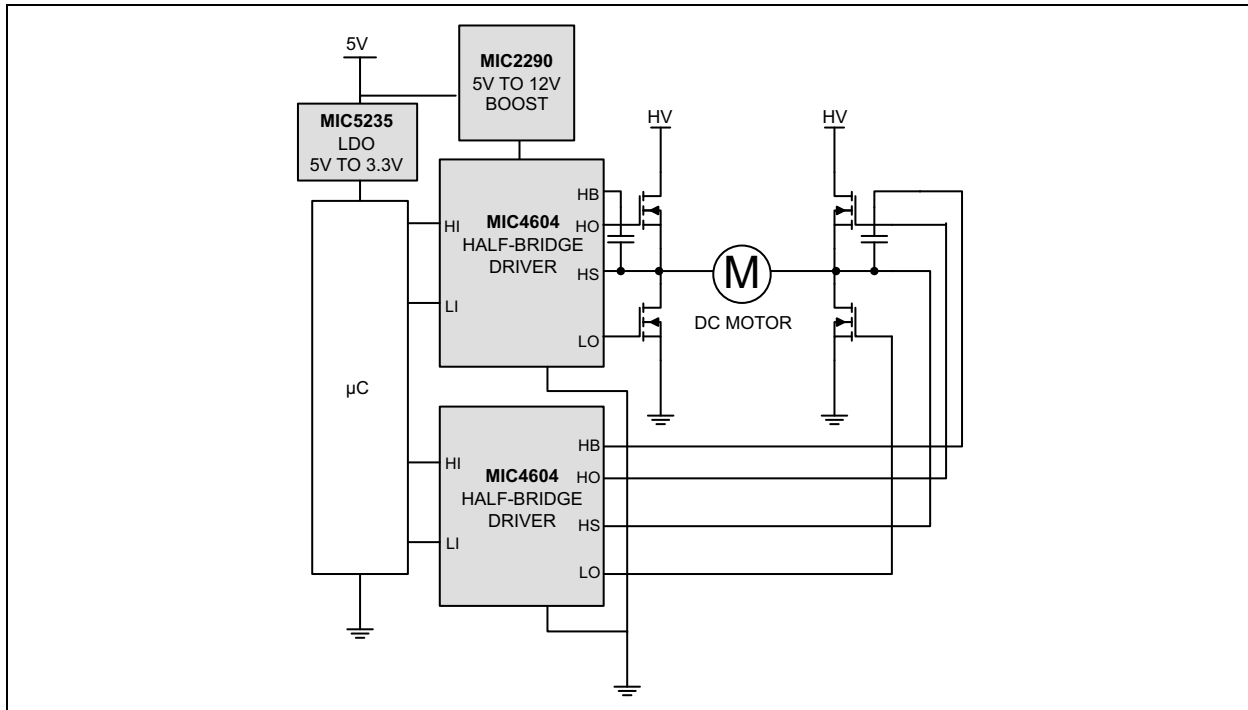 5V
MIC2290
5V TO 12V
BOOST
MIC5235
LDO
5V TO 3.3V
HV
HV
HB
HI
MIC4604
HO
HALF-BRIDGE
DRIVER
HS
M
LI
DC MOTOR
LO
µC
HB
HI
MIC4604
HO
HALF-BRIDGE
DRIVER
HS
LI
LO